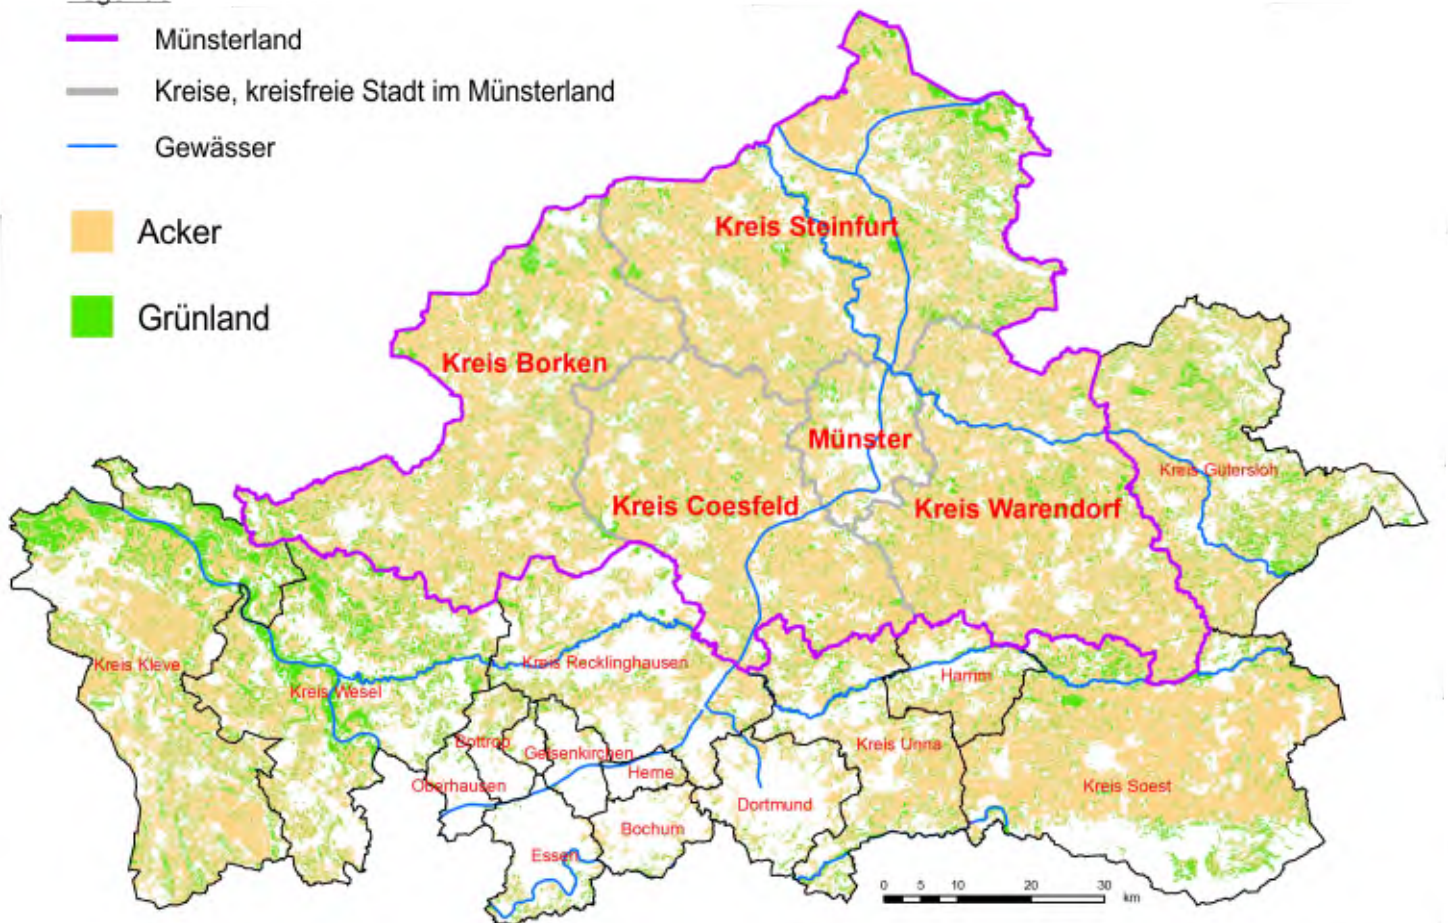 Münsterland
Kreise, kreisfreie Stadt im Münsterland
Gewässer
Acker
Grünland
Kreis Steinfurt
Kreis Borken
Münster
Kreis Gütersloh
Kreis Coesfeld
Kreis Warendorf
Kreis Kleve
Kreis Wesel
Kreis Recklinghausen
Hamm
Bottrop
Gelsenkirchen
Kreis Unna
Oberhausen
Herne
Kreis Soest
Dortmund
Bochum
Essen
0 5 10 20 30
km